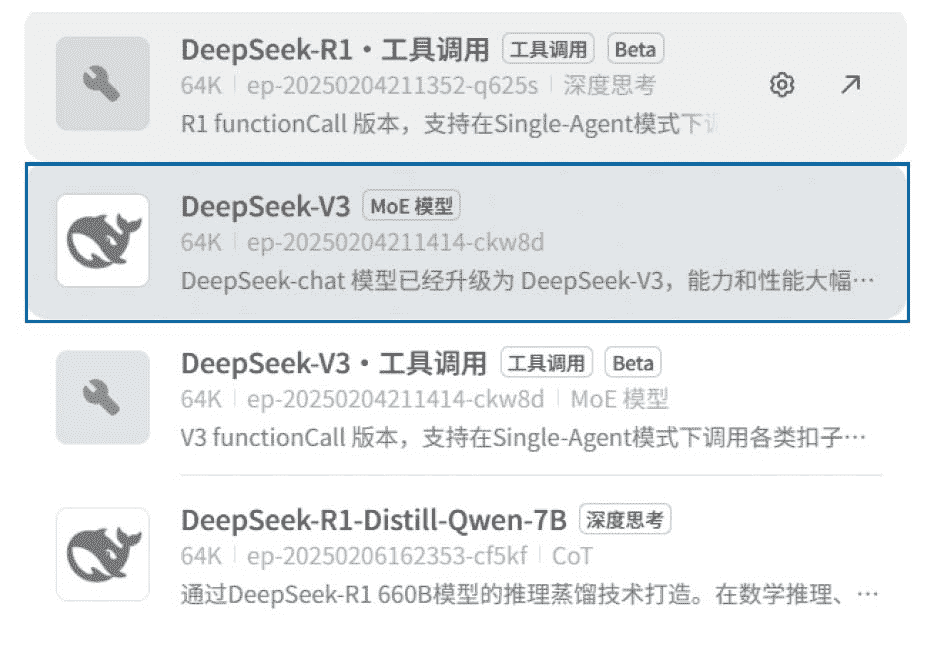 DeepSeek-R1・工具调用 工具调用 Beta
64K | ep-20250204211352-q625s | 深度思考
R1 functionCall 版本，支持在Single-Agent模式下调
DeepSeek-V3 MoE 模型
64K | ep-20250204211414-ckw8d
DeepSeek-chat 模型已经升级为 DeepSeek-V3，能力和性能大幅…
DeepSeek-V3・工具调用 工具调用 Beta
64K | ep-20250204211414-ckw8d | MoE 模型
V3 functionCall 版本，支持在Single-Agent模式下调用各类扣子…
DeepSeek-R1-Distill-Qwen-7B 深度思考
64K | ep-20250206162353-cf5kf | CoT
通过DeepSeek-R1 660B模型的推理蒸馏技术打造。在数学推理、…